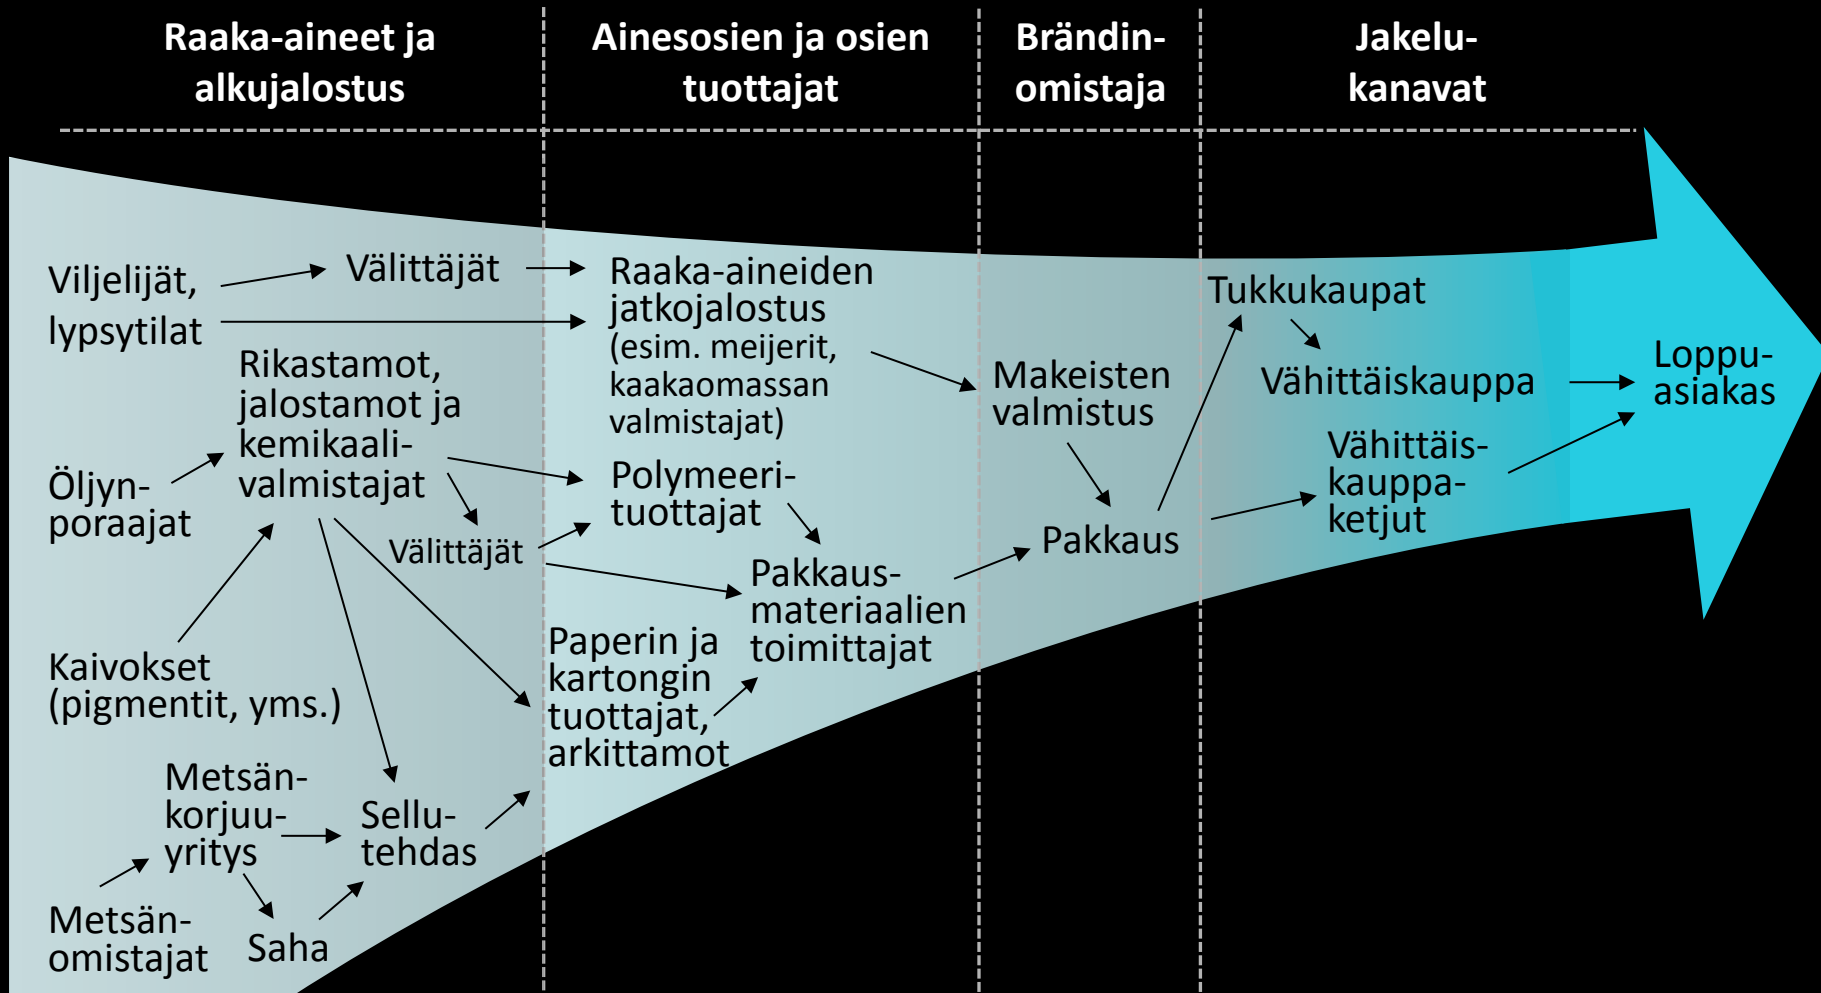 Raaka-aineet ja
alkujalostus
Ainesosien ja osien
tuottajat
Brändin-
omistaja
Jakelu-
kanavat
Viljelijät,
lypsytilat
Välittäjät
Rikastamot,
jalostamot ja
kemikaali-
valmistajat
Öljyn-
poraajat
Välittäjät
Kaivokset
(pigmentit, yms.)
Metsän-
korjuu-
yritys
Sellu-
tehdas
Metsän-
omistajat
Saha
Raaka-aineiden
jatkojalostus
(esim. meijerit,
kaakaomassan
valmistajat)
Polymeeri-
tuottajat
Pakkaus-
materiaalien
toimittajat
Paperin ja
kartongin
tuottajat,
arkittamot
Makeisten
valmistus
Pakkaus
Tukkukaupat
Vähittäiskauppa
Vähittäis-
kauppa-
ketjut
Loppu-
asiakas